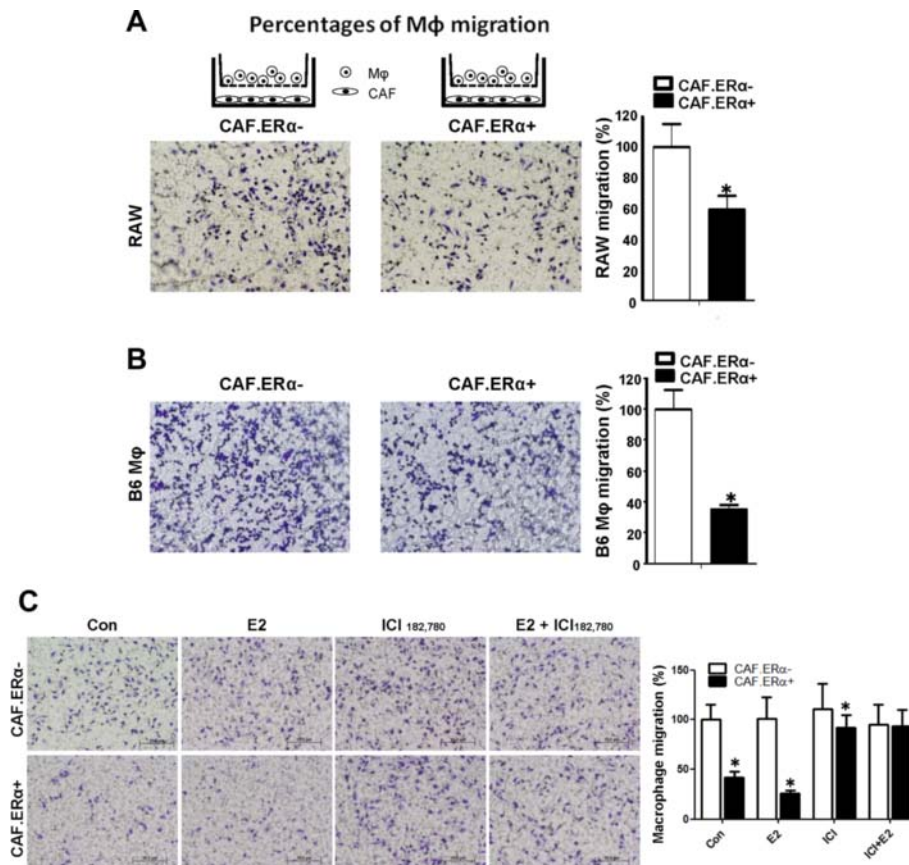 A
Percentages of Mϕ migration
Mφ
CAF
CAF.ERα-
CAF.ERα+
RAW
CAF.ERα-
CAF.ERα+
RAW migration (%)
120
100
80
60
40
20
0
*
B
CAF.ERα-
CAF.ERα+
B6 Mφ
CAF.ERα-
CAF.ERα+
B6 Mφ migration (%)
120
100
80
60
40
20
0
*
C
Con
E2
ICI 182,780
E2 + ICI182,780
CAF.ERα-
CAF.ERα+
CAF.ERα-
CAF.ERα+
Macrophage migration (%)
150
100
50
0
*
*
*
Con
E2
ICI
ICI+E2